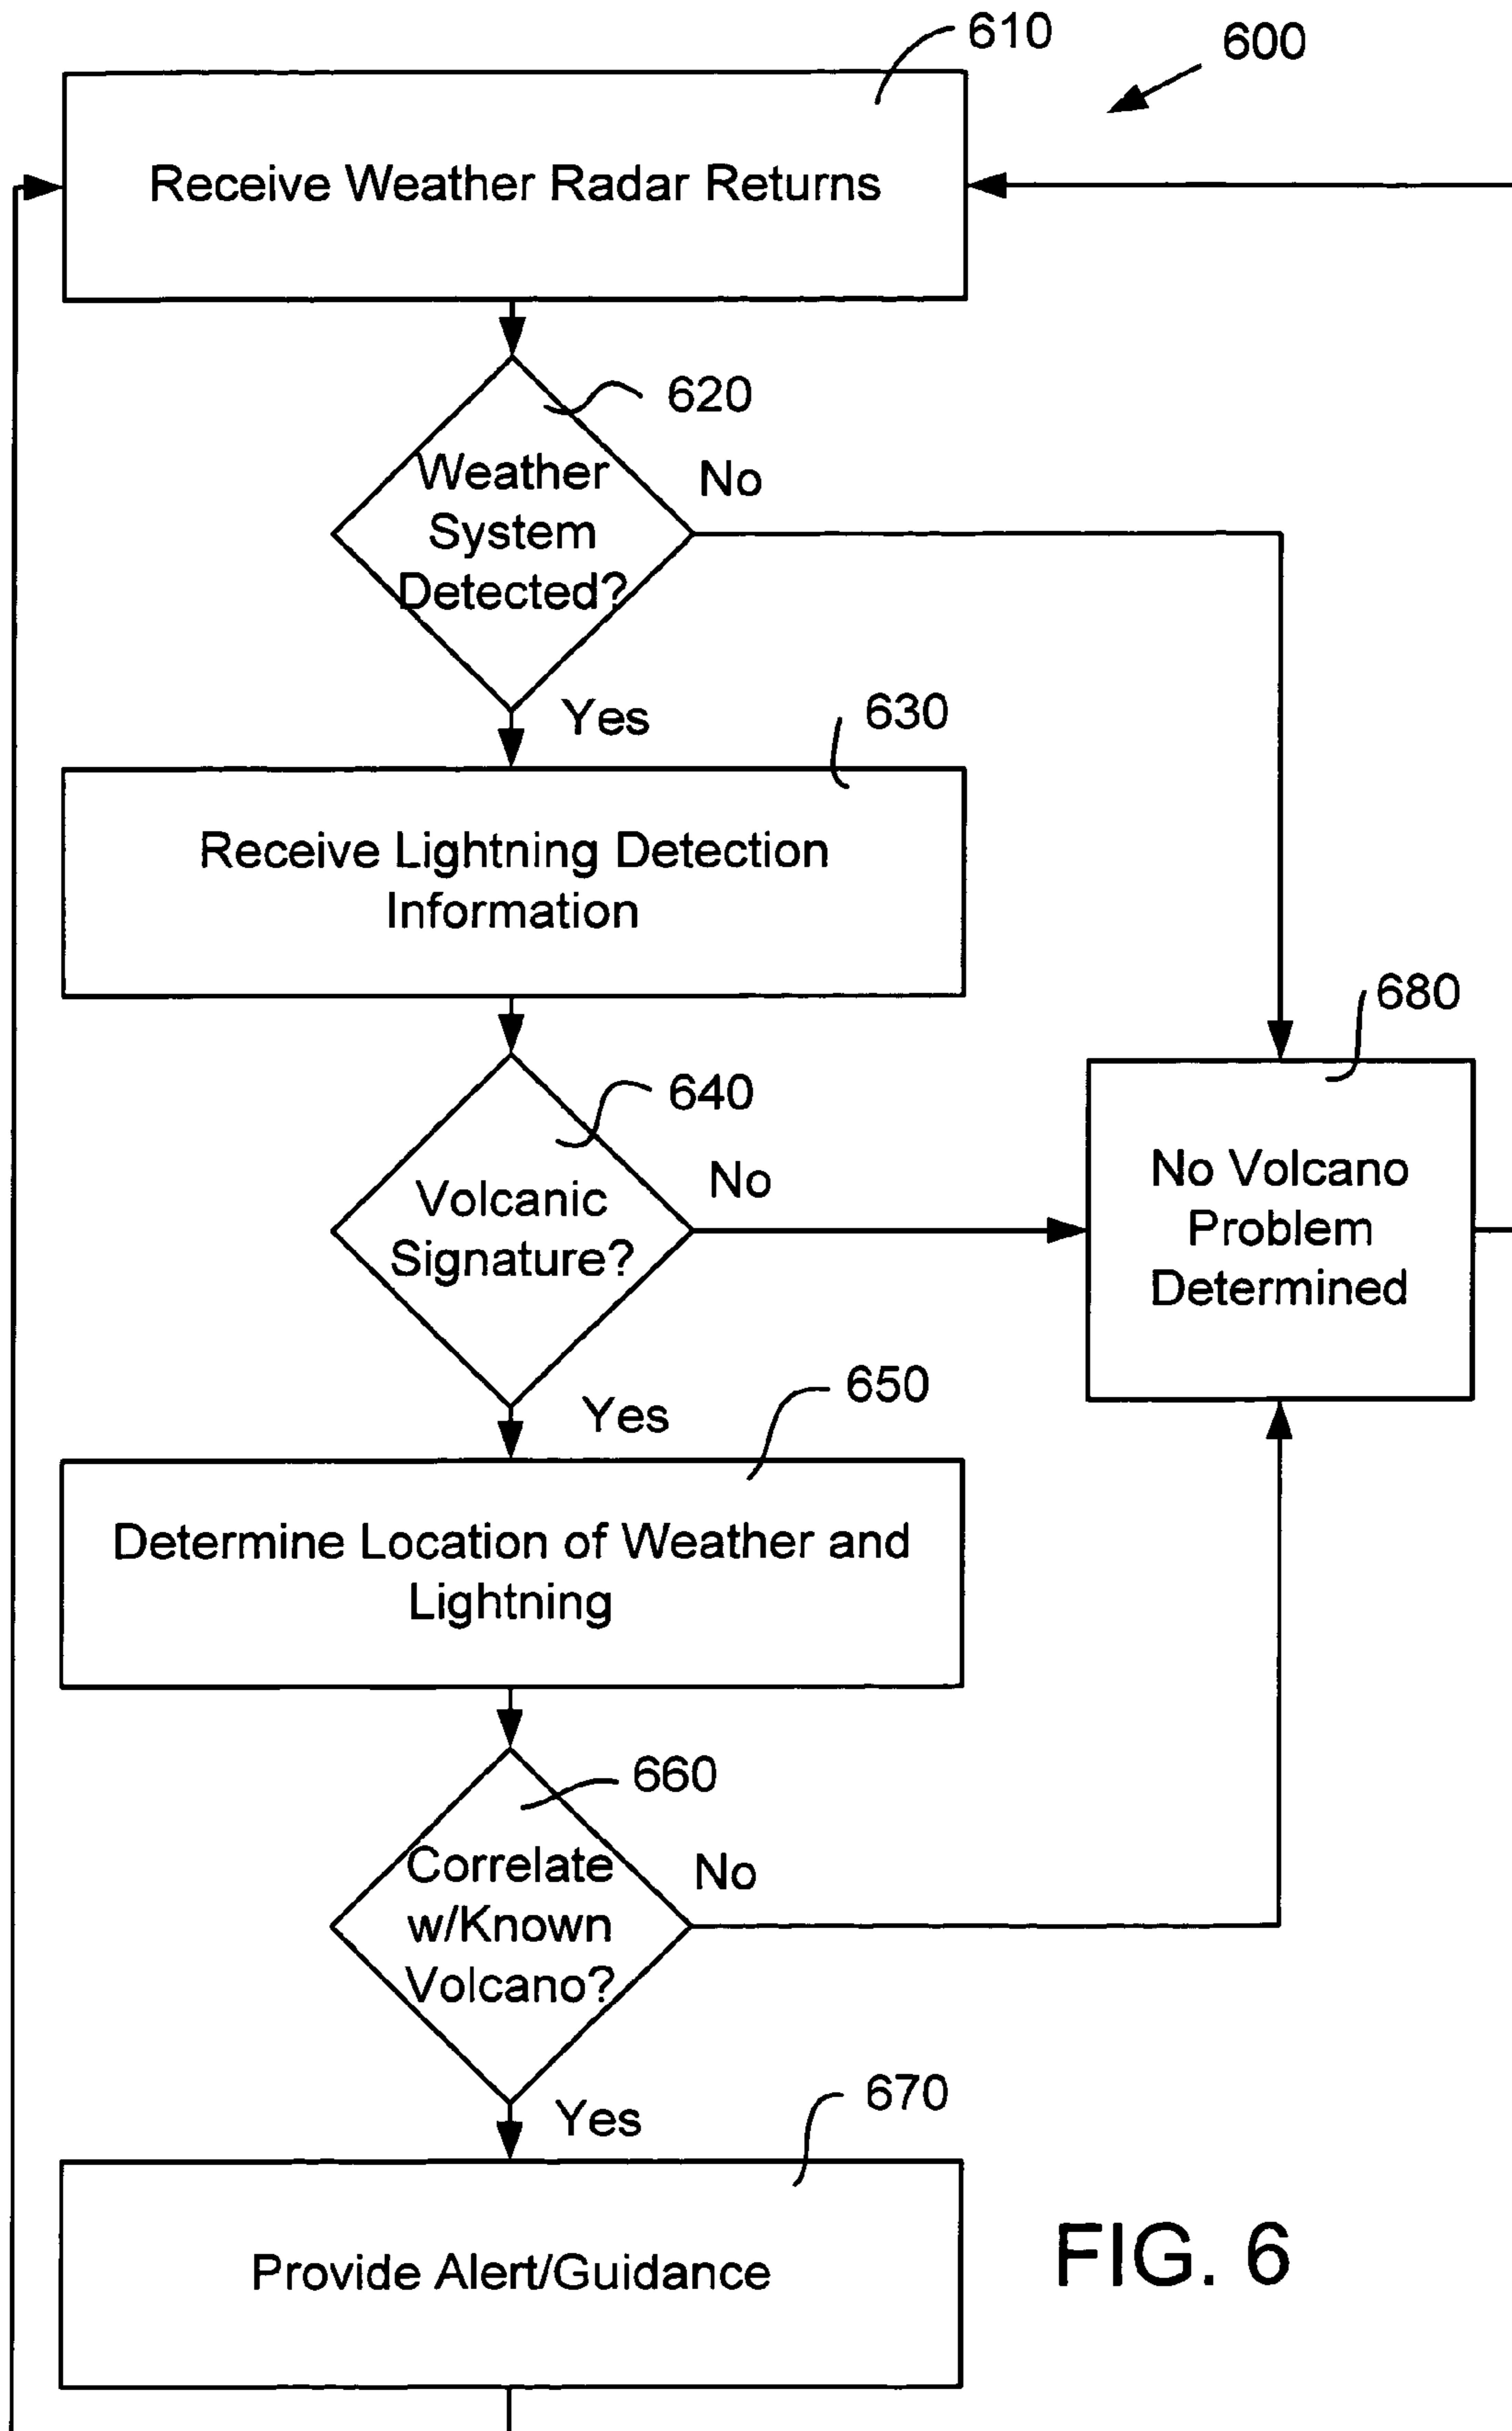 610
600
Receive Weather Radar Returns
620
Weather
System
Detected?
No
Yes
630
Receive Lightning Detection
Information
680
640
Volcanic
Signature?
No
No Volcano
Problem
Determined
Yes
650
Determine Location of Weather and
Lightning
660
Correlate
w/Known
Volcano?
No
Yes
670
Provide Alert/Guidance
FIG. 6